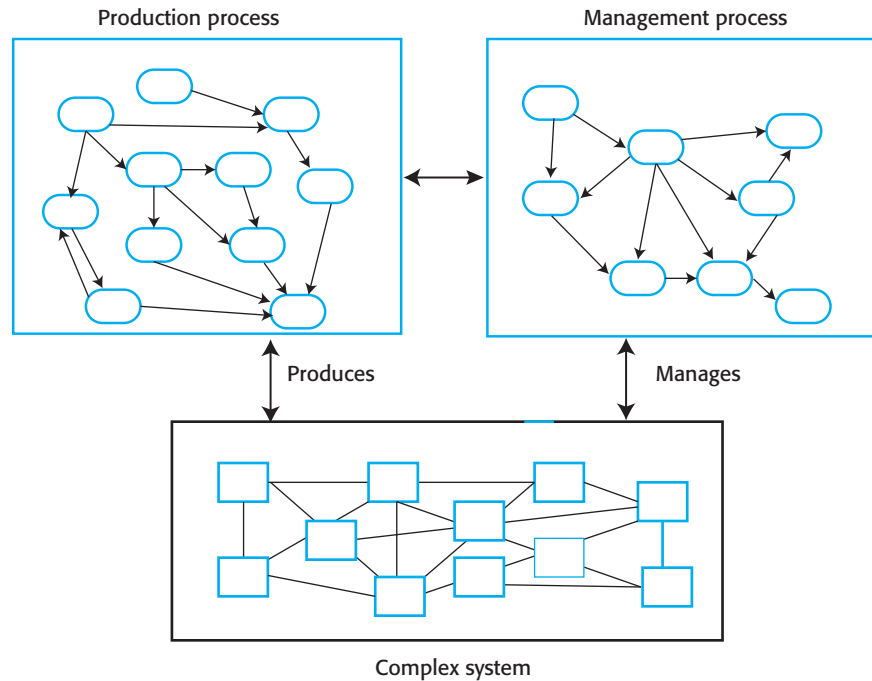 Production process
Management process
Produces
Manages
Complex system